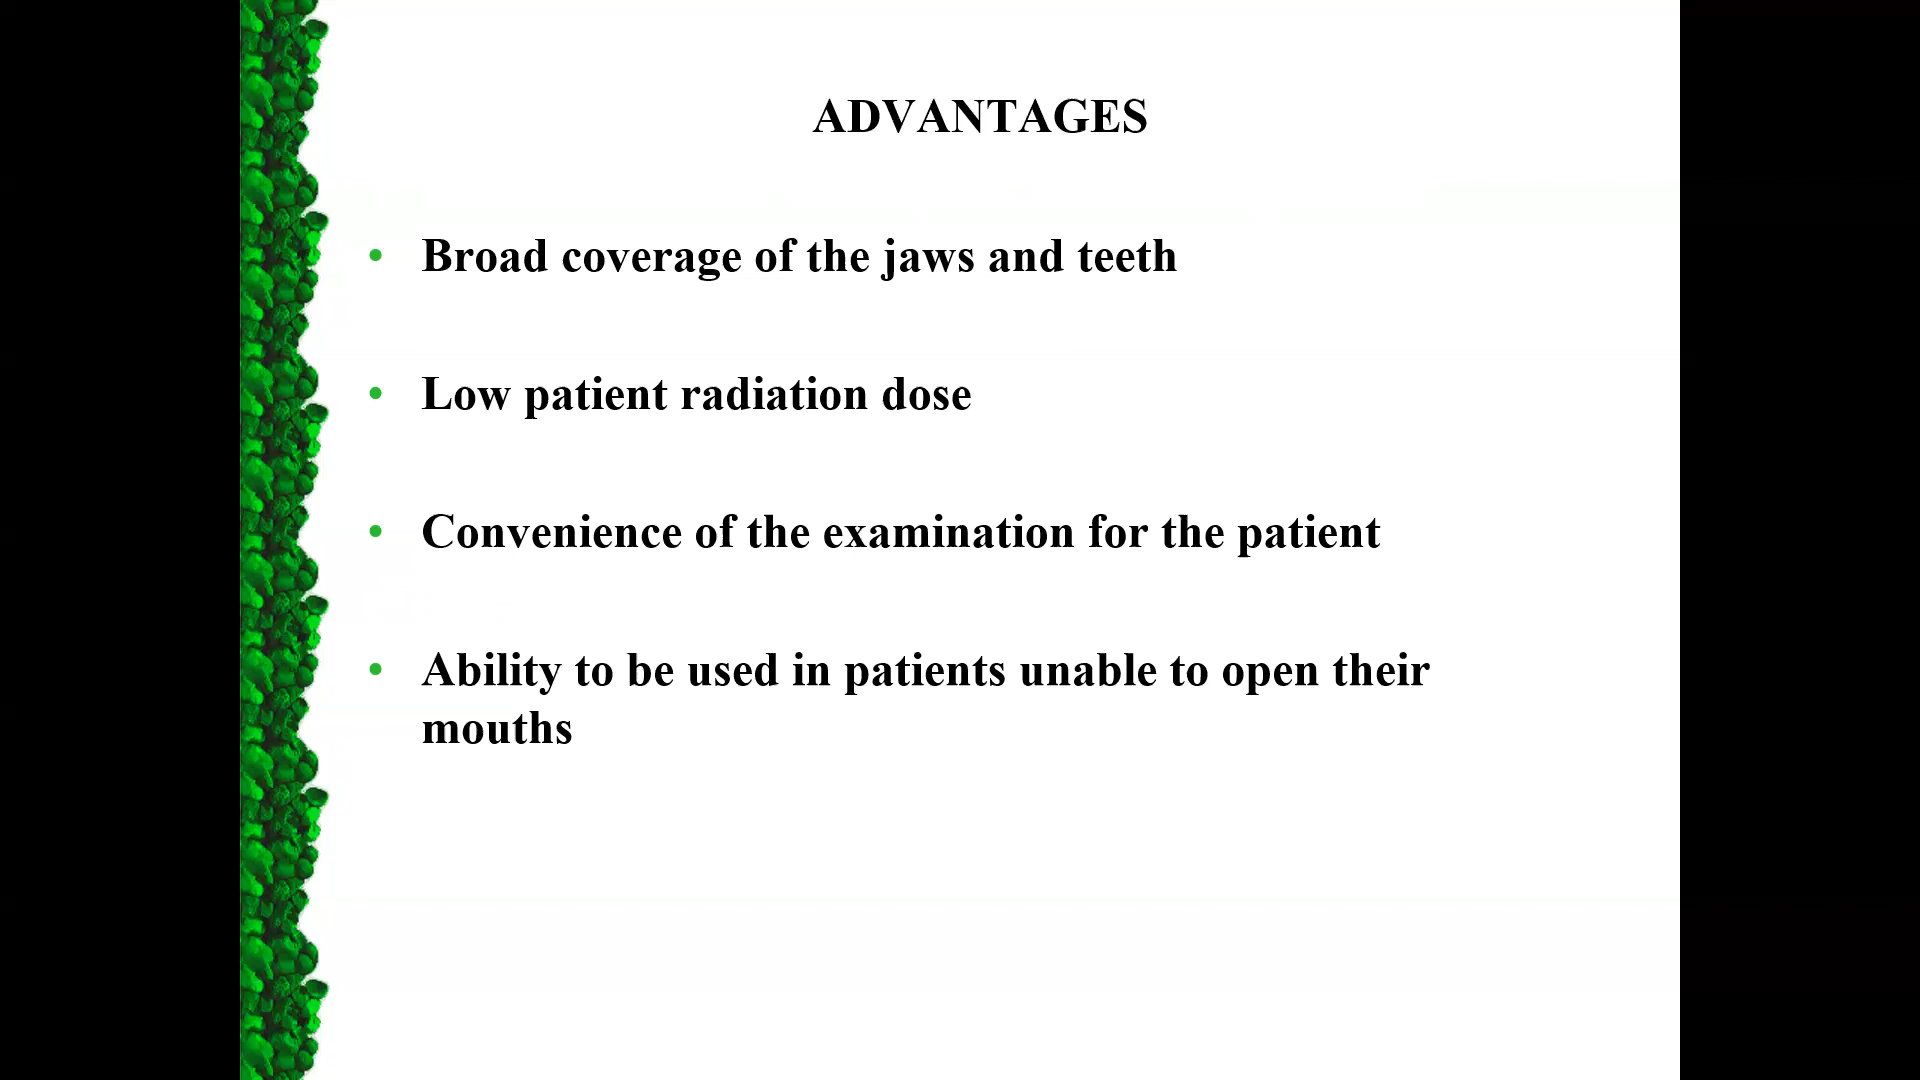 ADVANTAGES
• Broad coverage of the jaws and teeth
• Low patient radiation dose
• Convenience of the examination for the patient
• Ability to be used in patients unable to open their
mouths